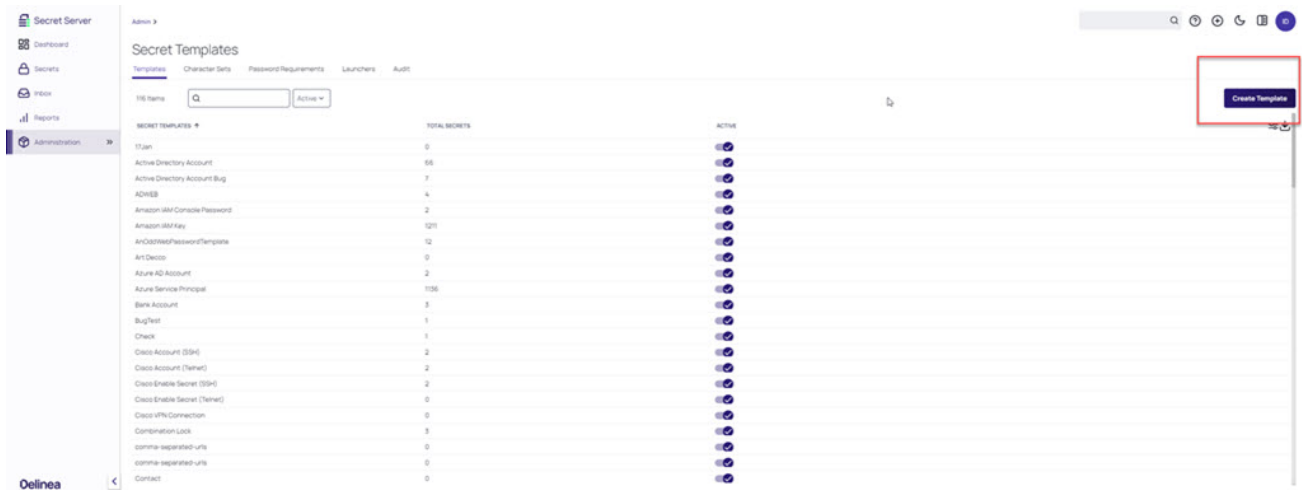 Secret Server
Admin >
Dashboard
Secrets
Inbox
Reports
Administration
Secret Templates
Templates Character Sets Password Requirements Launchers Audit
116 Items Active
Create Template
SECRET TEMPLATES TOTAL SECRETS ACTIVE
17Jan 0
Active Directory Account 66
Active Directory Account Bug 7
ADWEB 4
Amazon IAM Console Password 2
Amazon IAM Key 1211
AnOddWebPasswordTemplate 12
Art Decco 0
Azure AD Account 2
Azure Service Principal 1136
Bank Account 3
BugTest 1
Check 1
Cisco Account (SSH) 2
Cisco Account (Telnet) 2
Cisco Enable Secret (SSH) 2
Cisco Enable Secret (Telnet) 0
Cisco VPN Connection 0
Combination Lock 3
comma-separated-urls 0
comma-separated-urls 0
Contact 0
Delinea